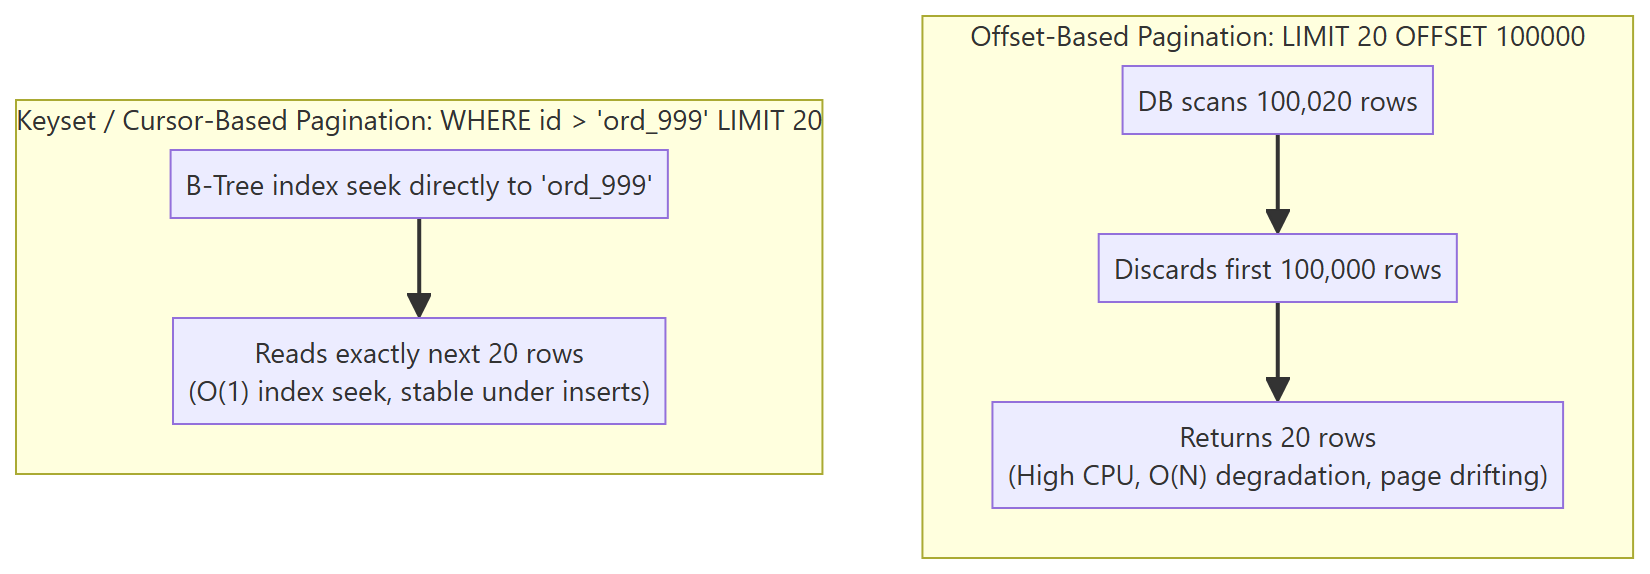 Keyset / Cursor-Based Pagination: WHERE id > 'ord_999' LIMIT 20
B-Tree index seek directly to 'ord_999'
Reads exactly next 20 rows
(O(1) index seek, stable under inserts)
Offset-Based Pagination: LIMIT 20 OFFSET 100000
DB scans 100,020 rows
Discards first 100,000 rows
Returns 20 rows
(High CPU, O(N) degradation, page drifting)